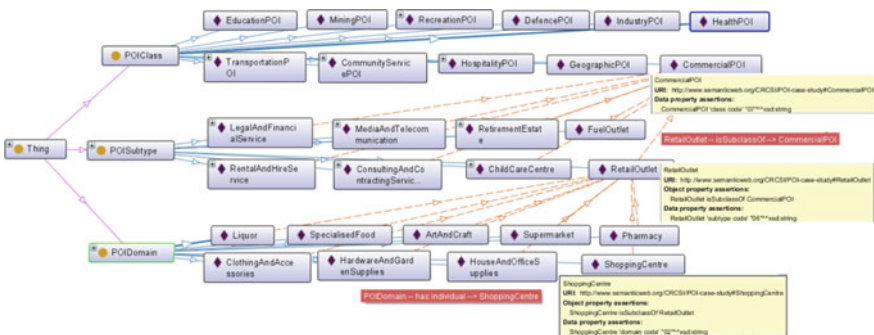 EducationPOI
MiningPOI
RecreationPOI
DefencePOI
IndustryPOI
HealthPOI
POIClass
TransportationP
OI
CommunityServic
ePOI
HospitalityPOI
GeographicPOI
CommercialPOI
CommercialPOI
URI: http://www.semanticweb.org/CRCSI/POI-case-study#CommercialPOI
Data property assertions:
CommercialPOI 'class code' "07"^^xsd:string
LegalAndFinanci
alService
MediaAndTelecom
munication
RetirementEstat
e
FuelOutlet
RetailOutlet -- isSubclassOf --> CommercialPOI
Thing
POISubtype
RentalAndHireSe
rvice
ConsultingAndCo
ntractingServic...
ChildCareCentre
RetailOutlet
RetailOutlet
URI: http://www.semanticweb.org/CRCSI/POI-case-study#RetailOutlet
Object property assertions:
RetailOutlet isSubclassOf CommercialPOI
Data property assertions:
RetailOutlet 'subtype code' "06"^^xsd:string
Liquor
SpecialisedFood
ArtAndCraft
Supermarket
Pharmacy
POIDomain
ClothingAndAcce
ssories
HardwareAndGar
denSupplies
HouseAndOfficeS
upplies
ShoppingCentre
POIDomain -- has individual --> ShoppingCentre
ShoppingCentre
URI: http://www.semanticweb.org/CRCSI/POI-case-study#ShoppingCentre
Object property assertions:
ShoppingCentre isSubclassOf RetailOutlet
Data property assertions:
ShoppingCentre 'domain code' "02"^^xsd:string